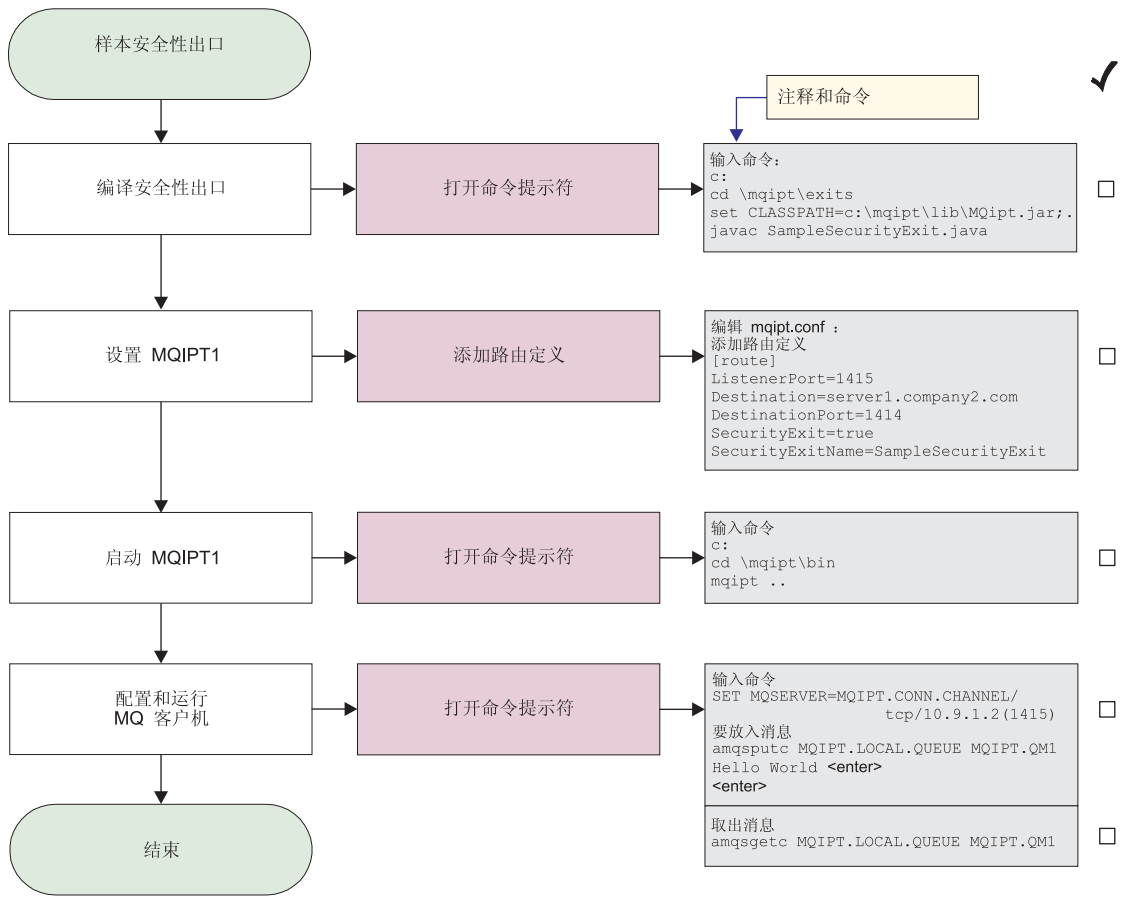 样本安全性出口
注释和命令
编译安全性出口
打开命令提示符
输入命令：
c:
cd \mqipt\exits
set CLASSPATH=c:\mqipt\lib\MQipt.jar;.
javac SampleSecurityExit.java
设置 MQIPT1
添加路由定义
编辑 mqipt.conf ：
添加路由定义
[route]
ListenerPort=1415
Destination=server1.company2.com
DestinationPort=1414
SecurityExit=true
SecurityExitName=SampleSecurityExit
启动 MQIPT1
打开命令提示符
输入命令
c:
cd \mqipt\bin
mqipt ..
配置和运行
MQ 客户机
打开命令提示符
输入命令
SET MQSERVER=MQIPT.CONN.CHANNEL/
tcp/10.9.1.2(1415)
要放入消息
amqsputc MQIPT.LOCAL.QUEUE MQIPT.QM1
Hello World <enter>
<enter>
取出消息
amqsgetc MQIPT.LOCAL.QUEUE MQIPT.QM1
结束